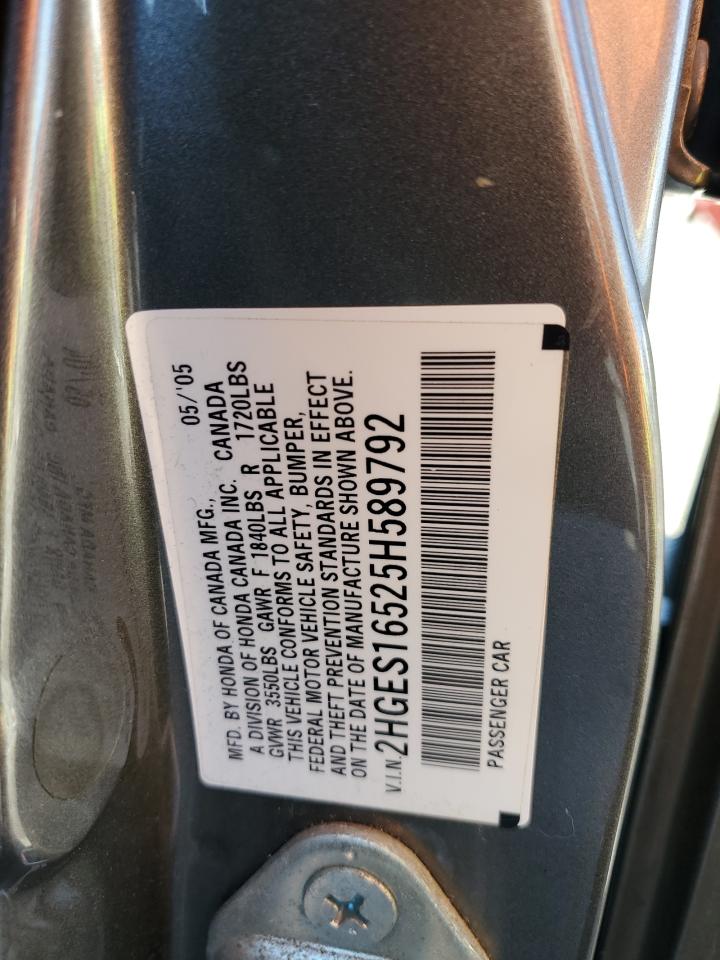 05/'05
MFD. BY HONDA OF CANADA MFG.,
A DIVISION OF HONDA CANADA INC. CANADA
GVWR 3550LBS GAWR F 1840LBS R 1720LBS
THIS VEHICLE CONFORMS TO ALL APPLICABLE
FEDERAL MOTOR VEHICLE SAFETY, BUMPER,
AND THEFT PREVENTION STANDARDS IN EFFECT
ON THE DATE OF MANUFACTURE SHOWN ABOVE.
V.I.N. 2HGES16525H589792
PASSENGER CAR